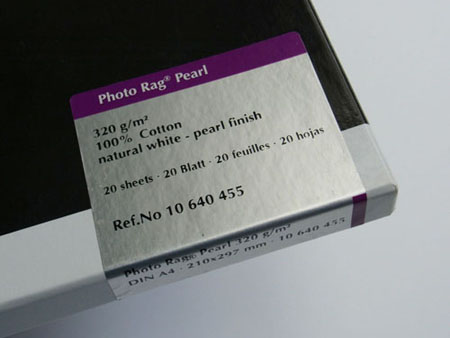 Photo Rag® Pearl
320 g/m²
100% Cotton
natural white - pearl finish
20 sheets · 20 Blatt · 20 feuilles · 20 hojas
Ref.No 10 640 455
Photo Rag® Pearl 320 g/m²
DIN A4 · 210x297 mm · 10 640 455